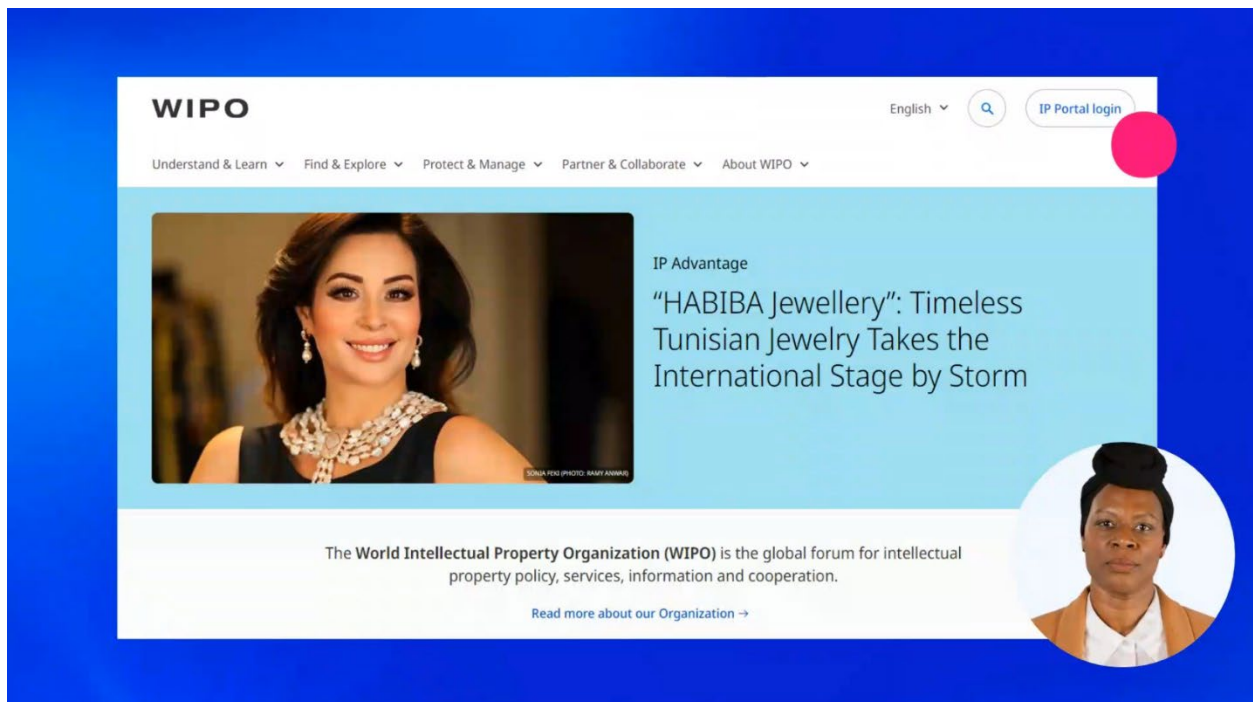 WIPO
English
IP Portal login
Understand & Learn Find & Explore Protect & Manage Partner & Collaborate About WIPO
IP Advantage
“HABIBA Jewellery”: Timeless
Tunisian Jewelry Takes the
International Stage by Storm
SONIA FEKI (PHOTO: RAMY ANWAR)
The World Intellectual Property Organization (WIPO) is the global forum for intellectual
property policy, services, information and cooperation.
Read more about our Organization →